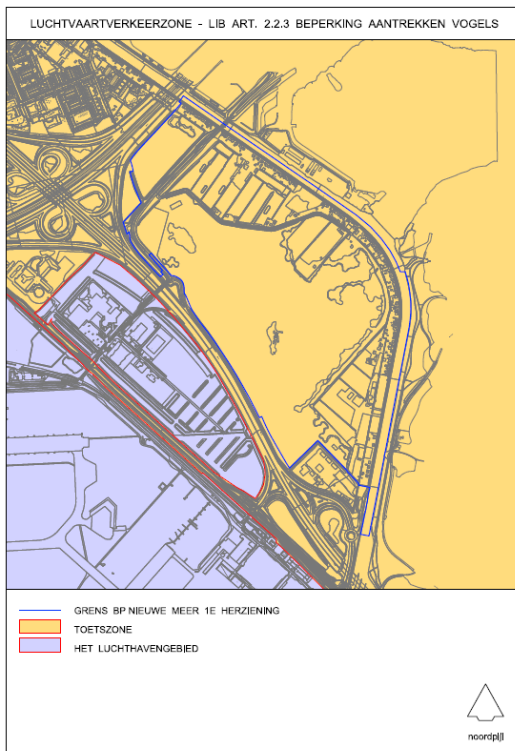 LUCHTVAARTVERKEERZONE - LIB ART. 2.2.3 BEPERKING AANTREKKEN VOGELS
GRENS BP NIEUWE MEER 1E HERZIENING
TOETSZONE
HET LUCHTHAVENGEBIED
noordpijl